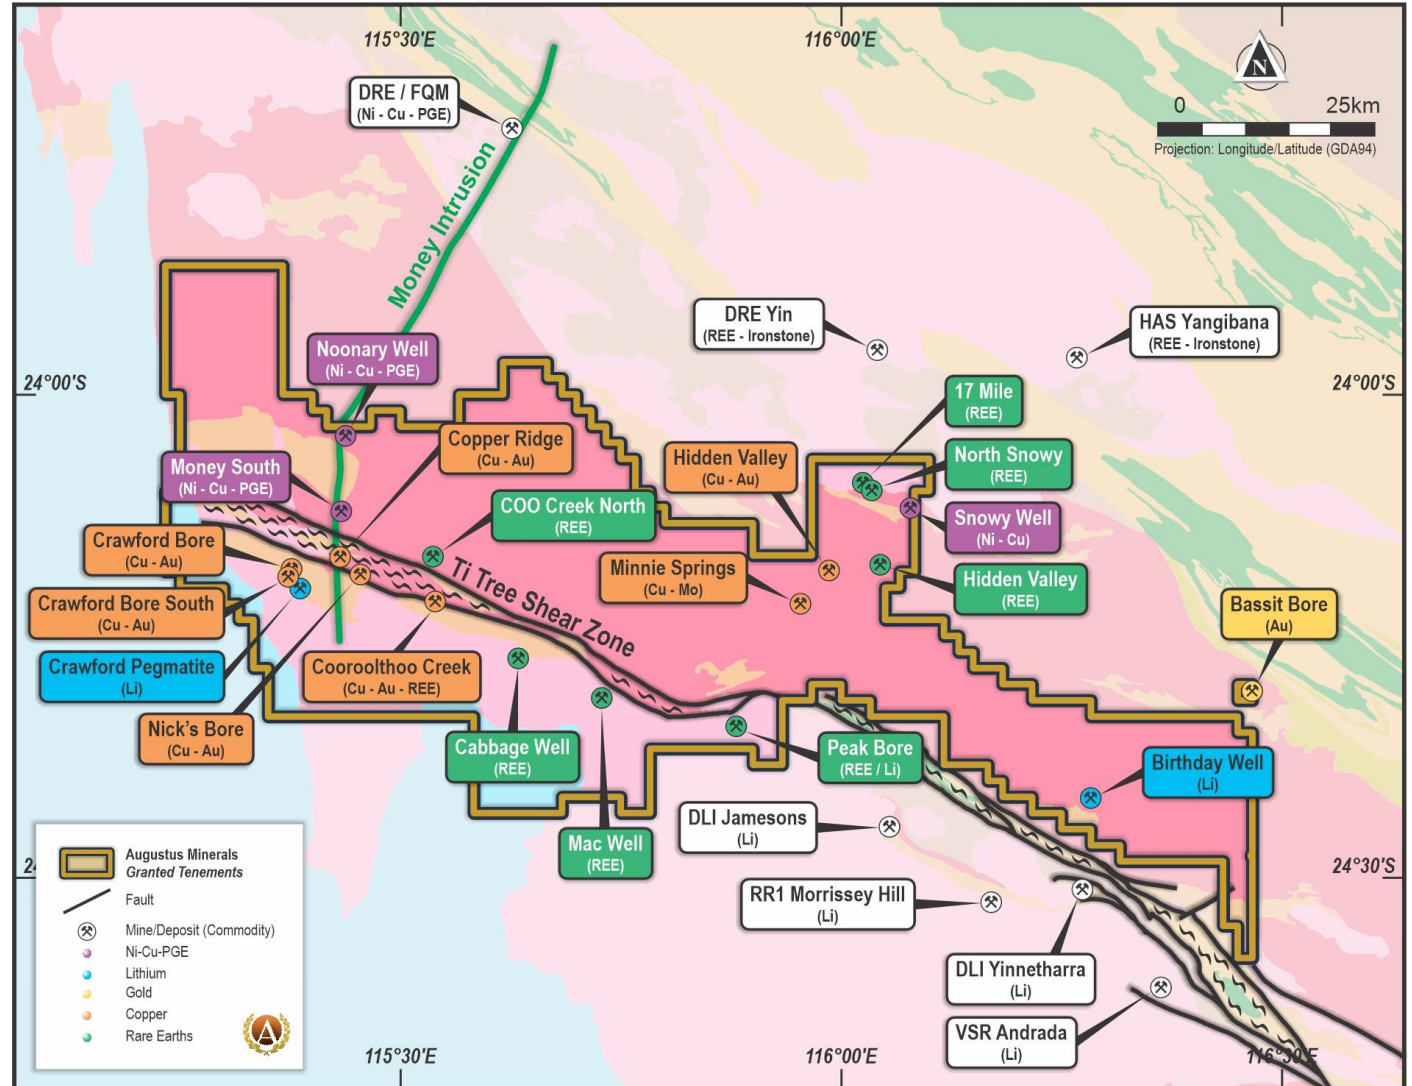 115°30'E
116°00'E
N
0
25km
Projection: Longitude/Latitude (GDA94)
DRE / FQM
(Ni - Cu - PGE)
Money Intrusion
DRE Yin
(REE - Ironstone)
HAS Yangibana
(REE - Ironstone)
Noonary Well
(Ni - Cu - PGE)
24°00'S
24°00'S
17 Mile
(REE)
Copper Ridge
(Cu - Au)
Hidden Valley
(Cu - Au)
North Snowy
(REE)
Money South
(Ni - Cu - PGE)
COO Creek North
(REE)
Snowy Well
(Ni - Cu)
Crawford Bore
(Cu - Au)
Ti Tree Shear Zone
Minnie Springs
(Cu - Mo)
Hidden Valley
(REE)
Crawford Bore South
(Cu - Au)
Bassit Bore
(Au)
Crawford Pegmatite
(Li)
Cooroolthoo Creek
(Cu - Au - REE)
Nick's Bore
(Cu - Au)
Cabbage Well
(REE)
Peak Bore
(REE / Li)
Birthday Well
(Li)
DLI Jamesons
(Li)
Mac Well
(REE)
24
24°30'S
RR1 Morrissey Hill
(Li)
DLI Yinnetharra
(Li)
VSR Andrada
(Li)
Augustus Minerals
Granted Tenements
Fault
Mine/Deposit (Commodity)
Ni-Cu-PGE
Lithium
Gold
Copper
Rare Earths
A
115°30'E
116°00'E
116°30'E